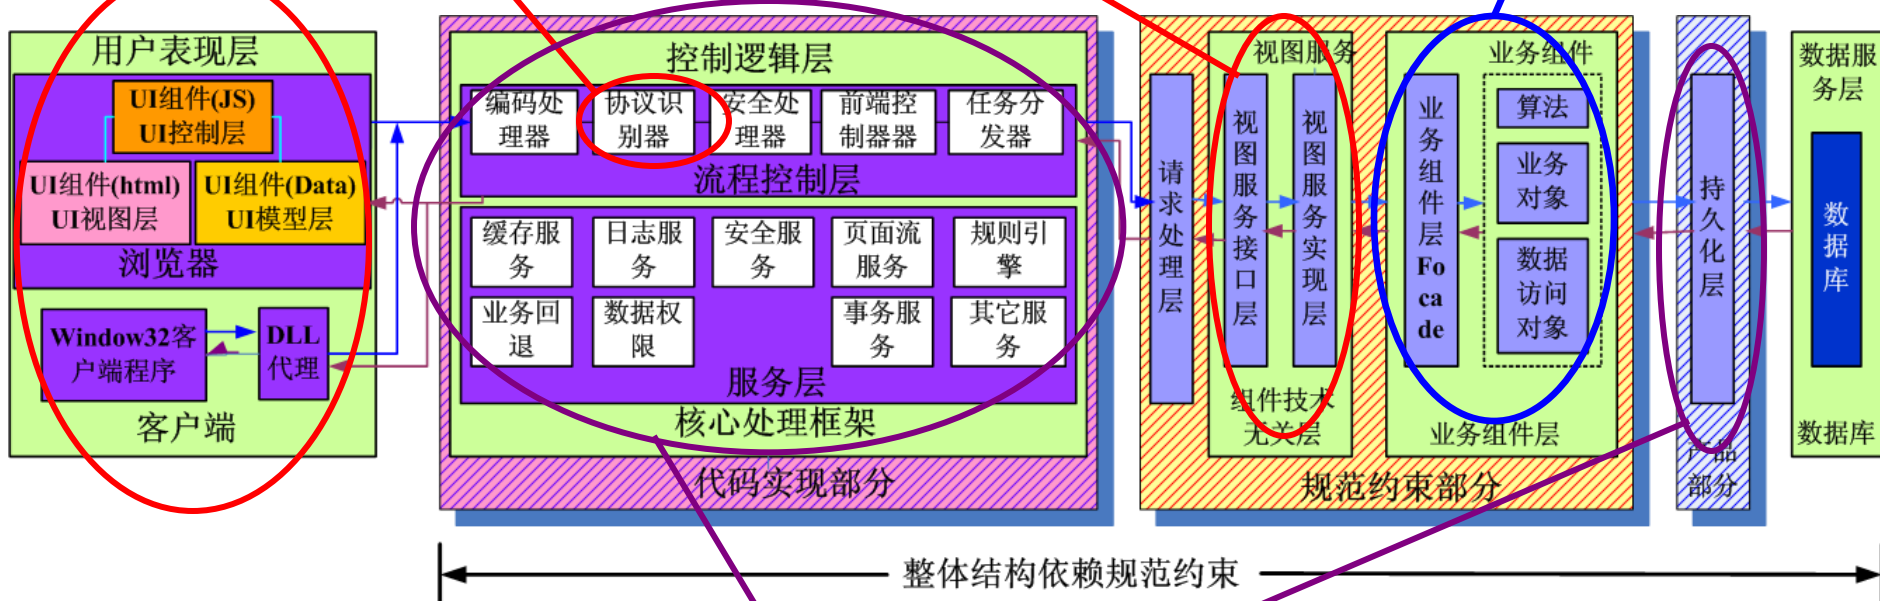 用户表现层
UI组件(JS)
UI控制层
UI组件(html)
UI视图层
UI组件(Data)
UI模型层
浏览器
Window32客
户端程序
DLL
代理
客户端
控制逻辑层
编码处
理器
协议识
别器
安全处
理器
前端控
制器器
任务分
发器
流程控制层
缓存服
务
日志服
务
安全服
务
页面流
服务
规则引
擎
业务回
退
数据权
限
事务服
务
其它服
务
服务层
核心处理框架
代码实现部分
请求处理层
视图服务
视图服务接口层
视图服务实现层
组件技术
无关层
业务组件
业务组件层Focade
算法
业务
对象
数据
访问
对象
业务组件层
规范约束部分
持久化层
产品
部分
数据服
务层
数据库
数据库
整体结构依赖规范约束